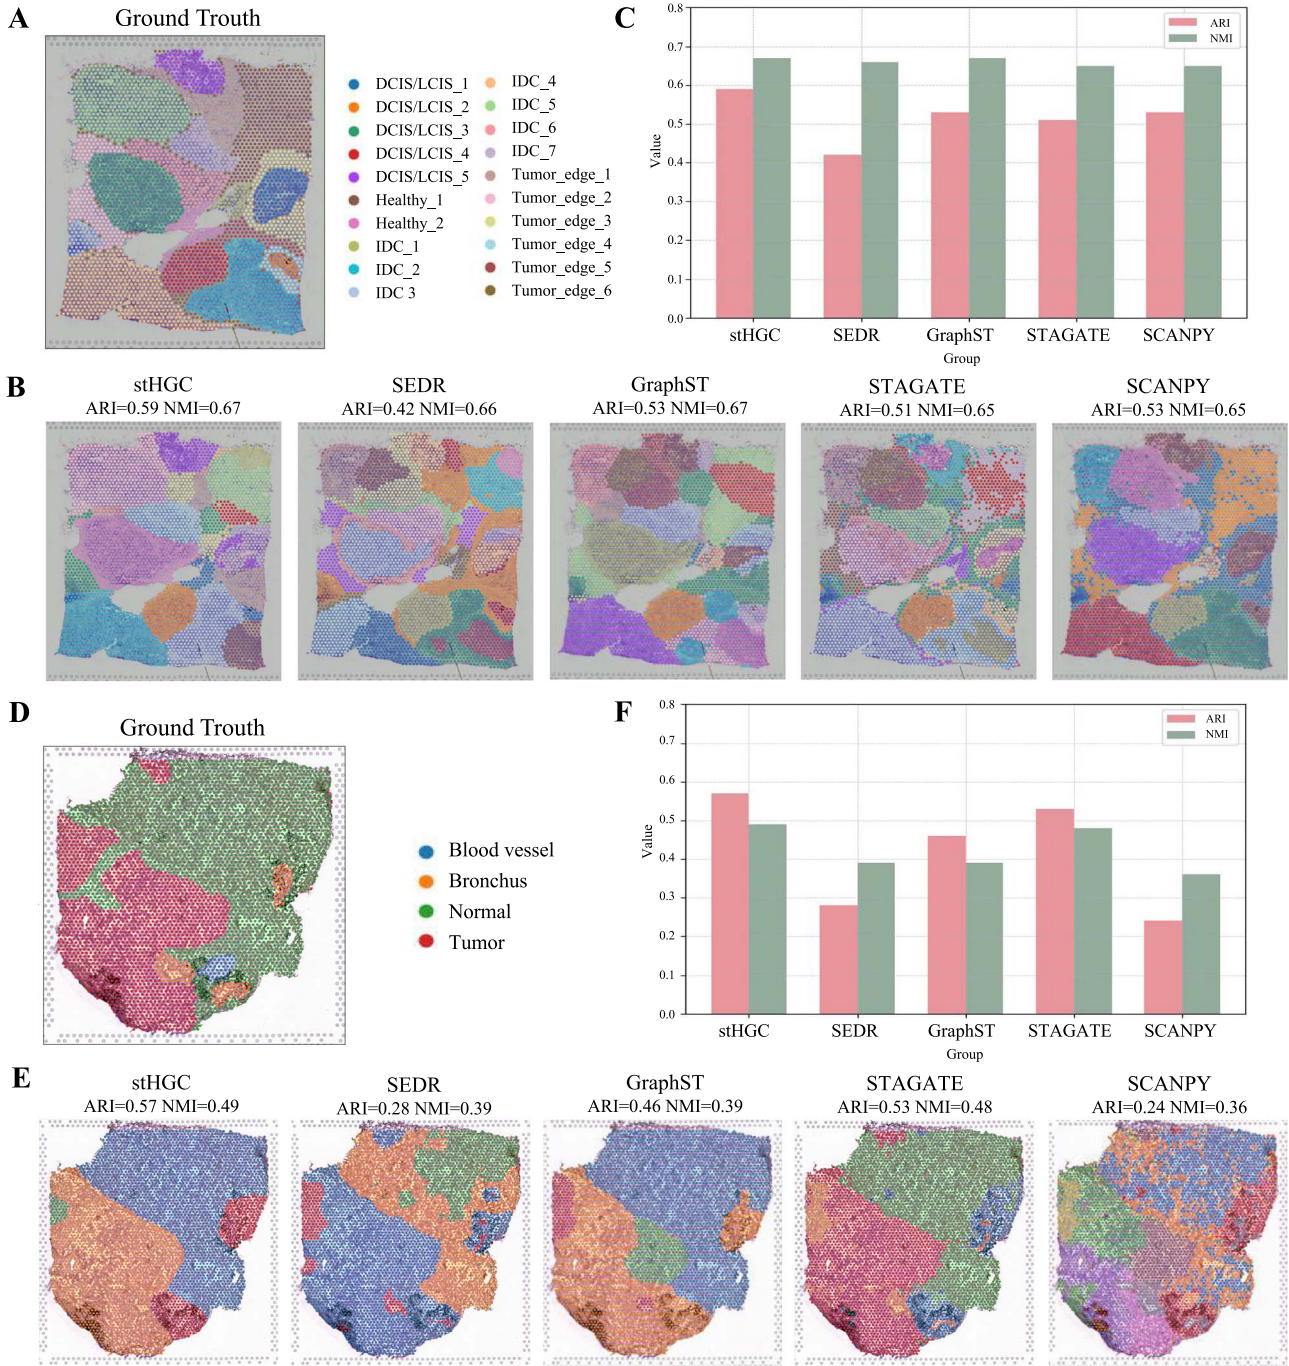 A
Ground Trouth
DCIS/LCIS_1
DCIS/LCIS_2
DCIS/LCIS_3
DCIS/LCIS_4
DCIS/LCIS_5
Healthy_1
Healthy_2
IDC_1
IDC_2
IDC 3
IDC_4
IDC_5
IDC_6
IDC_7
Tumor_edge_1
Tumor_edge_2
Tumor_edge_3
Tumor_edge_4
Tumor_edge_5
Tumor_edge_6
C
0.8
0.7
0.6
0.5
0.4
0.3
0.2
0.1
0.0
Value
ARI
NMI
stHGC SEDR GraphST STAGATE SCANPY
Group
B
stHGC
ARI=0.59 NMI=0.67
SEDR
ARI=0.42 NMI=0.66
GraphST
ARI=0.53 NMI=0.67
STAGATE
ARI=0.51 NMI=0.65
SCANPY
ARI=0.53 NMI=0.65
D
Ground Trouth
Blood vessel
Bronchus
Normal
Tumor
F
0.8
0.7
0.6
0.5
0.4
0.3
0.2
0.1
0.0
Value
ARI
NMI
stHGC SEDR GraphST STAGATE SCANPY
Group
E
stHGC
ARI=0.57 NMI=0.49
SEDR
ARI=0.28 NMI=0.39
GraphST
ARI=0.46 NMI=0.39
STAGATE
ARI=0.53 NMI=0.48
SCANPY
ARI=0.24 NMI=0.36